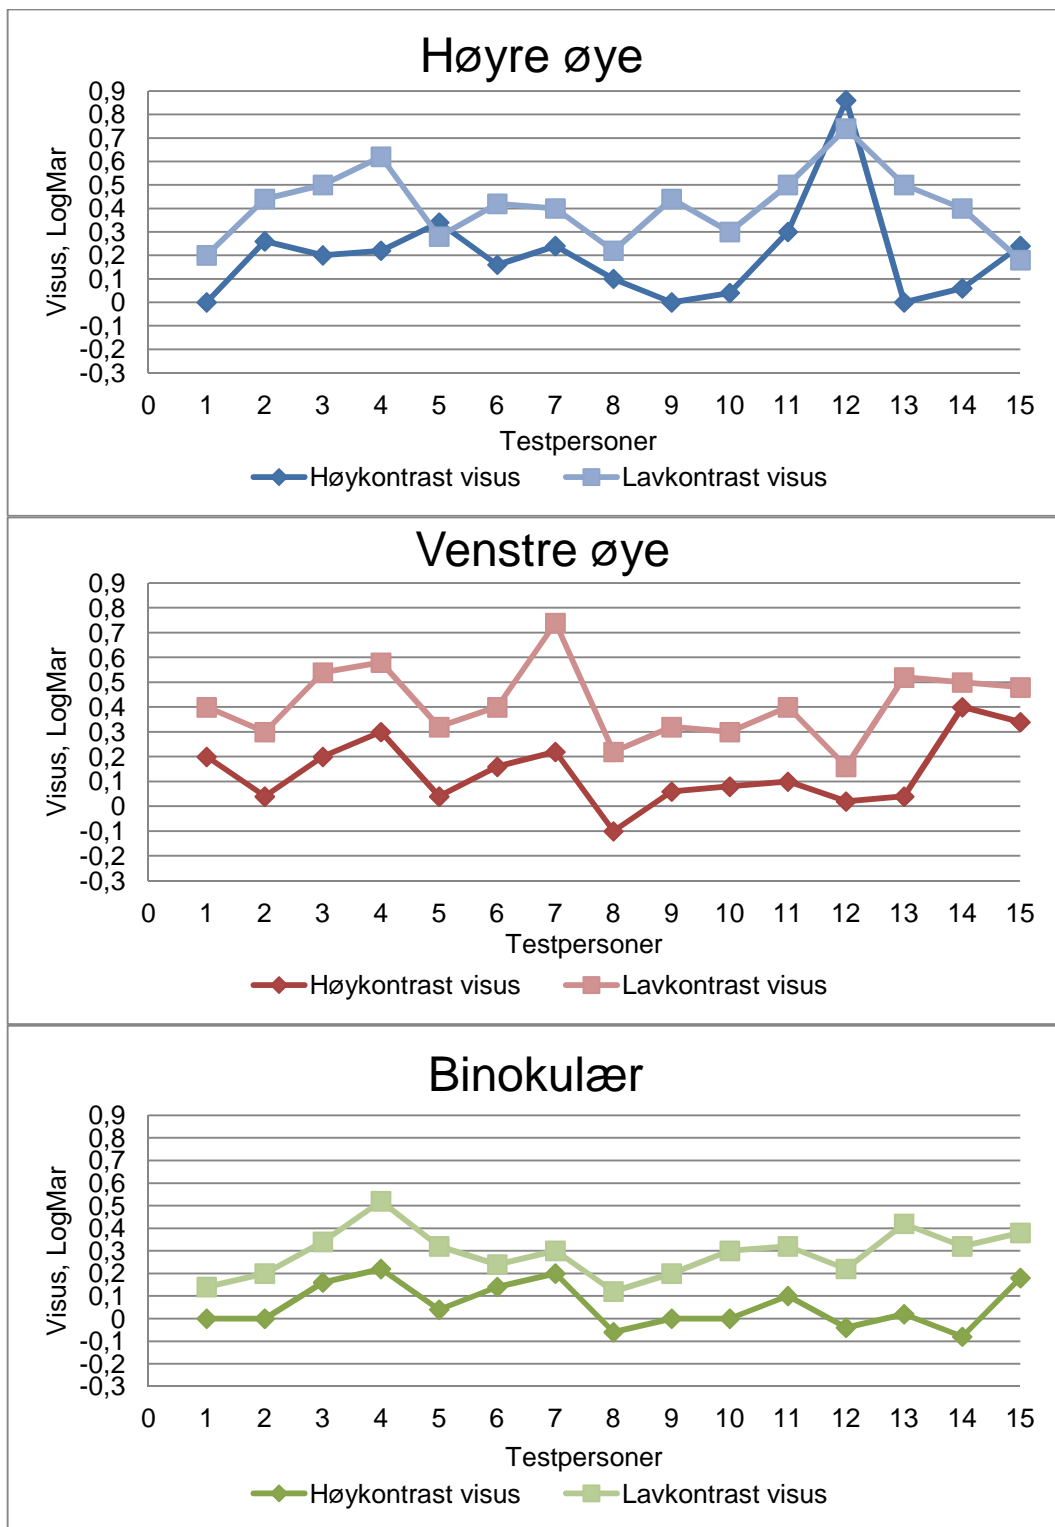 Høyre øye
0,9
0,8
0,7
0,6
0,5
0,4
0,3
0,2
0,1
0
-0,1
-0,2
-0,3
Visus, LogMar
0 1 2 3 4 5 6 7 8 9 10 11 12 13 14 15
Testpersoner
Høykontrast visus Lavkontrast visus
Venstre øye
0,9
0,8
0,7
0,6
0,5
0,4
0,3
0,2
0,1
0
-0,1
-0,2
-0,3
Visus, LogMar
0 1 2 3 4 5 6 7 8 9 10 11 12 13 14 15
Testpersoner
Høykontrast visus Lavkontrast visus
Binokulær
0,9
0,8
0,7
0,6
0,5
0,4
0,3
0,2
0,1
0
-0,1
-0,2
-0,3
Visus, LogMar
0 1 2 3 4 5 6 7 8 9 10 11 12 13 14 15
Testpersoner
Høykontrast visus Lavkontrast visus